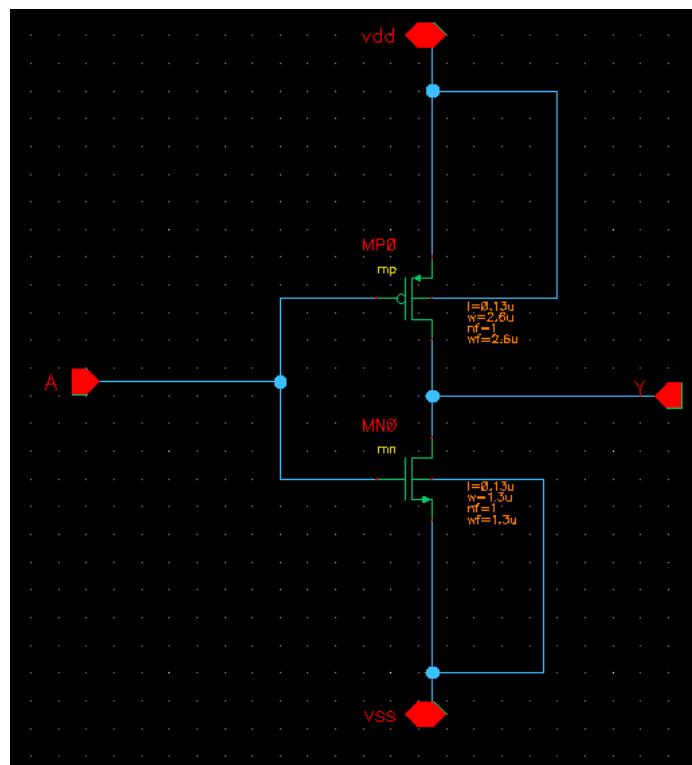 vdd
MP0
mp
l=0.13u
w=2.6u
nf=1
wf=2.6u
A
Y
MN0
mn
l=0.13u
w=1.3u
nf=1
wf=1.3u
vss